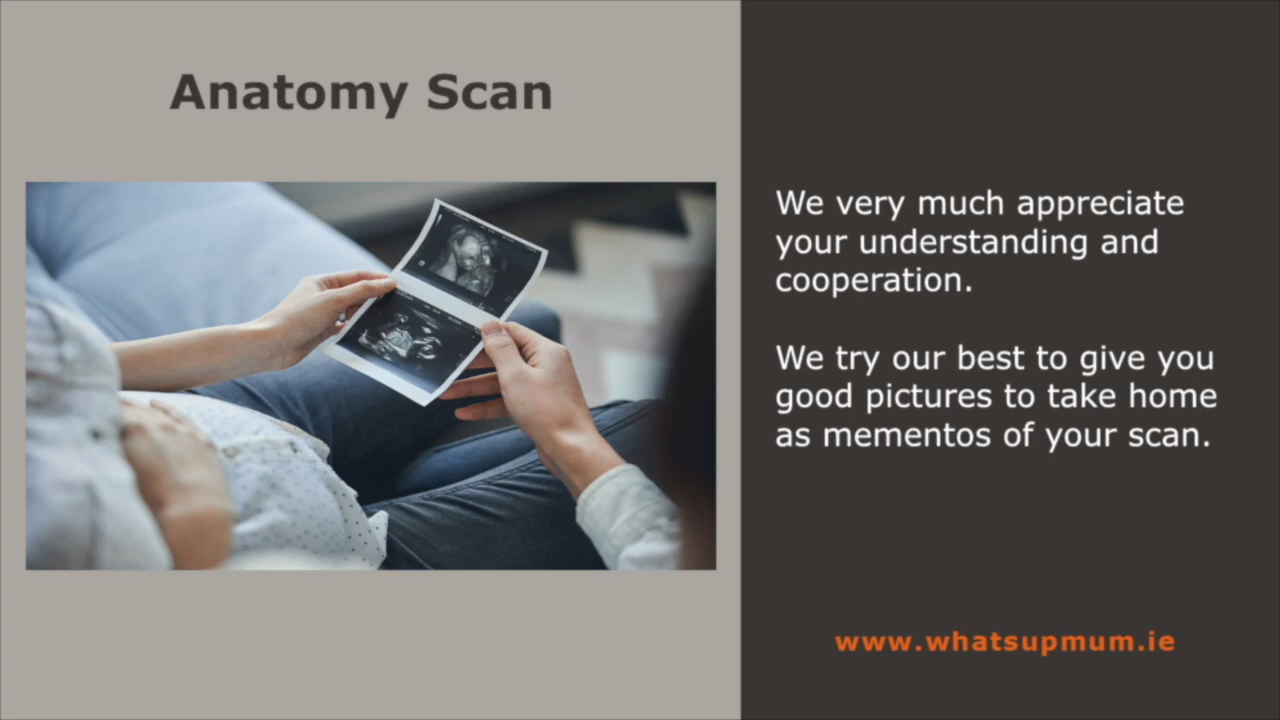 Anatomy Scan
We very much appreciate
your understanding and
cooperation.
We try our best to give you
good pictures to take home
as mementos of your scan.
www.whatsupmum.ie